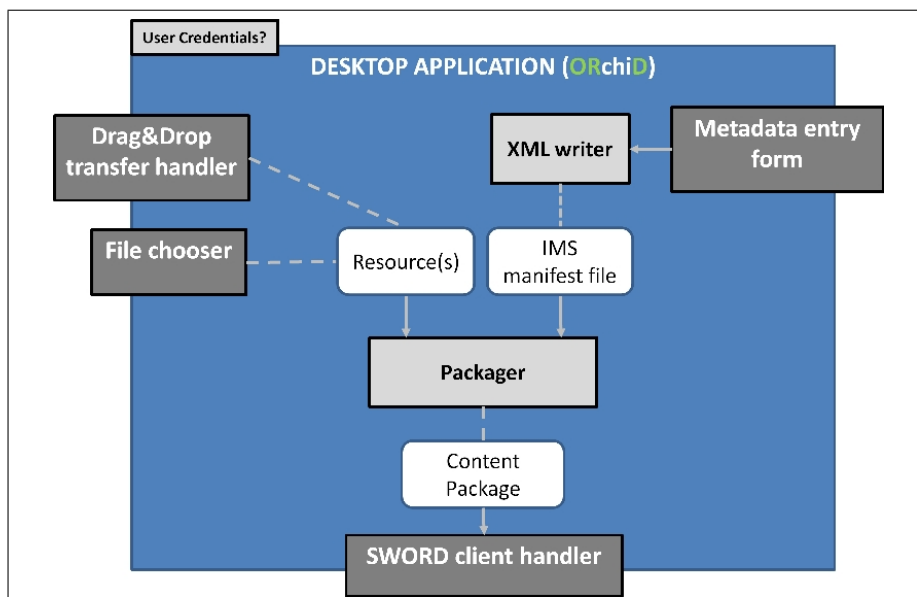 User Credentials?
DESKTOP APPLICATION (ORchiD)
Drag&Drop
transfer handler
XML writer
Metadata entry
form
File chooser
Resource(s)
IMS
manifest file
Packager
Content
Package
SWORD client handler